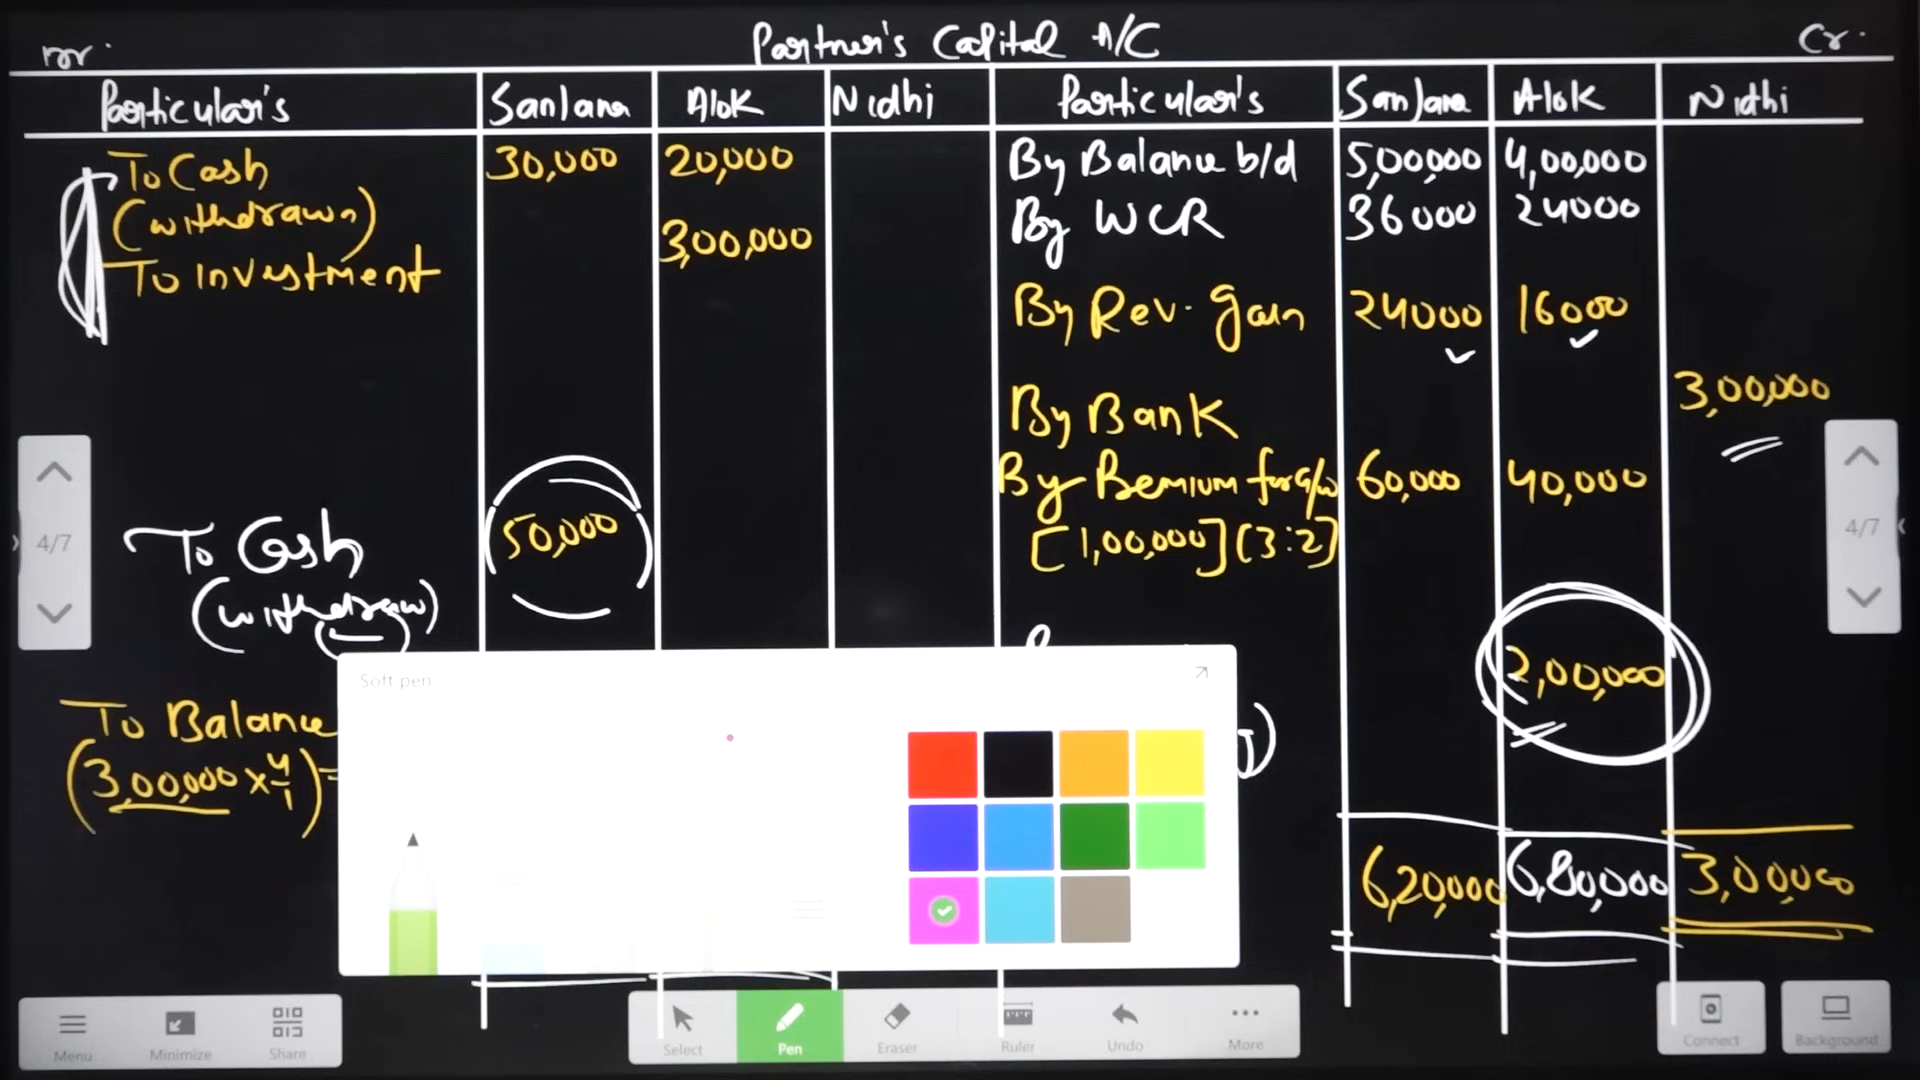 Partner's Capital A/C
Dr.
Cr.
Particular's Sanjana Alok Nidhi Particular's Sanjana Alok Nidhi
To Cash 30,000 20,000 By Balance b/d 5,00,000 4,00,000
(withdrawn) By WCR 36000 24000
To Investment 3,00,000
By Rev. gain 24000 16000
By Bank 3,00,000
By Premium for G/w 60,000 40,000
[1,00,000] (3:2)
To Cash 50,000
(withdraw)
2,00,000
To Balance
(3,00,000 × 4/1) =
6,20,000 6,80,000 3,00,000
4/7
4/7
Soft pen
Menu Minimize Share
Select Pen Eraser Ruler Undo More
Connect Background